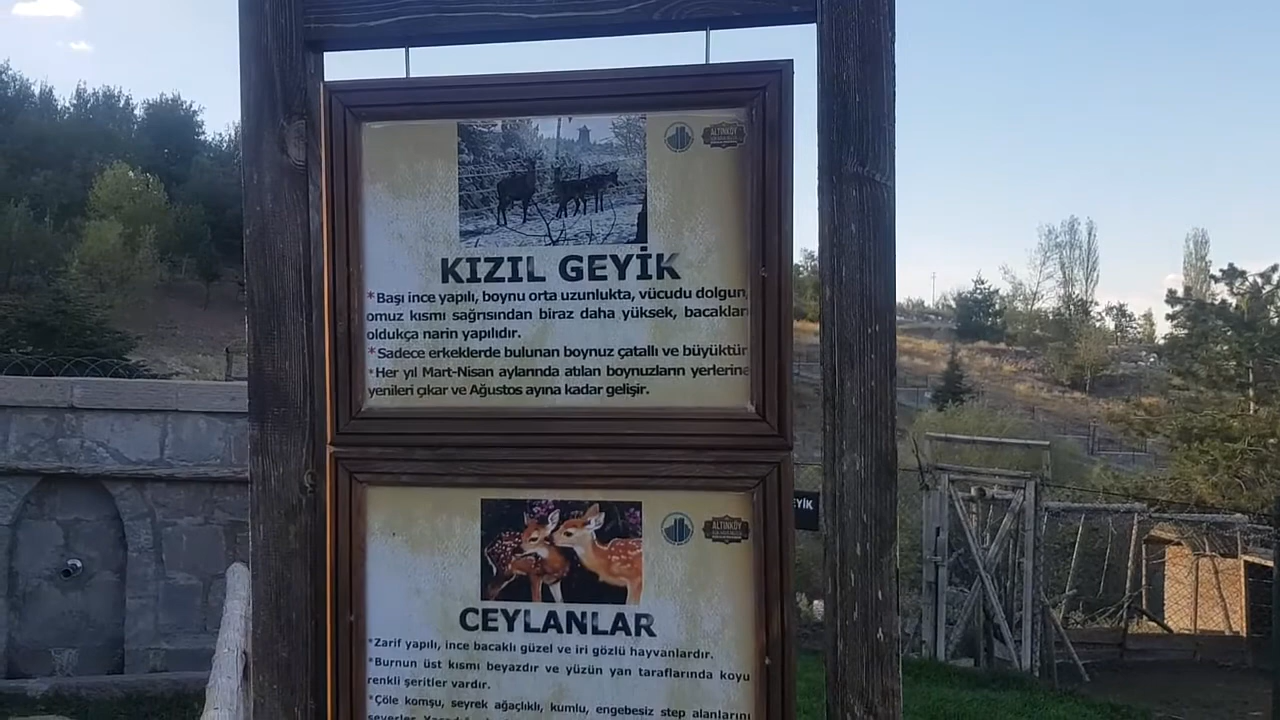 ALTINKÖY
KIZIL GEYİK
*Başı ince yapılı, boynu orta uzunlukta, vücudu dolgun,
omuz kısmı sağrısından biraz daha yüksek, bacakları
oldukça narin yapılıdır.
*Sadece erkeklerde bulunan boynuz çatallı ve büyüktür
*Her yıl Mart-Nisan aylarında atılan boynuzların yerlerine
yenileri çıkar ve Ağustos ayına kadar gelişir.
EYİK
ALTINKÖY
CEYLANLAR
*Zarif yapılı, ince bacaklı güzel ve iri gözlü hayvanlardır.
*Burnun üst kısmı beyazdır ve yüzün yan taraflarında koyu
renkli şeritler vardır.
*Çöle komşu, seyrek ağaçlıklı, kumlu, engebesiz step alanlarını